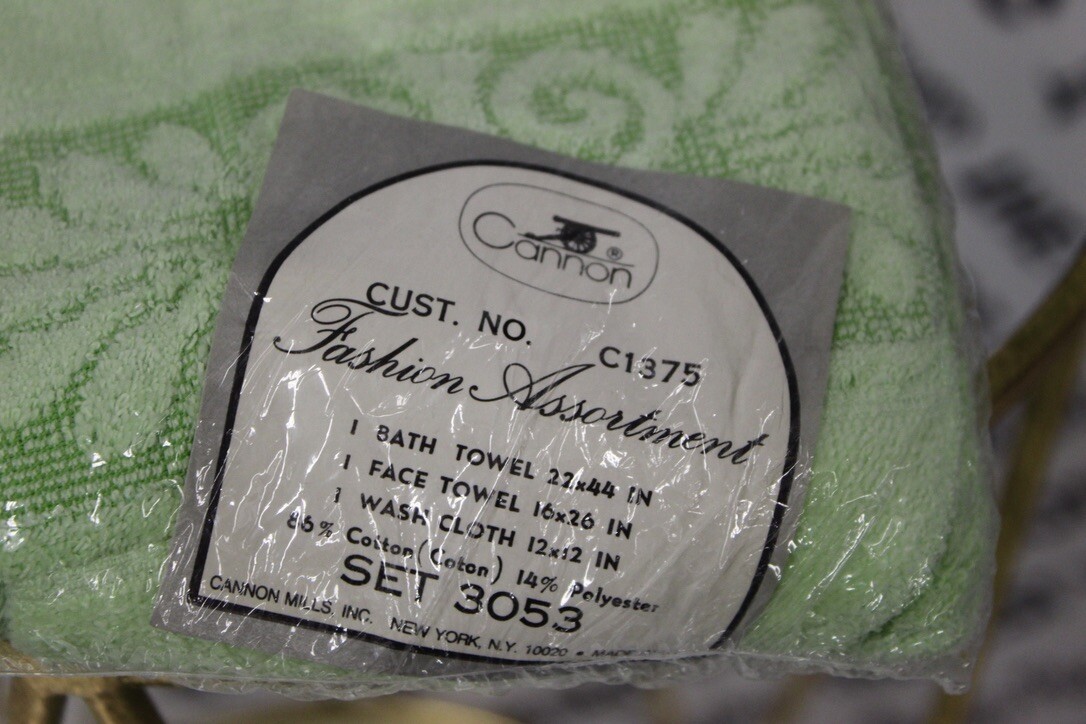 Cannon®
CUST. NO. C1375
Fashion Assortment
1 BATH TOWEL 22x44 IN
1 FACE TOWEL 16x26 IN
1 WASH CLOTH 12x12 IN
86% Cotton (Coton) 14% Polyester
SET 3053
CANNON MILLS, INC. NEW YORK, N.Y. 10020 • MADE